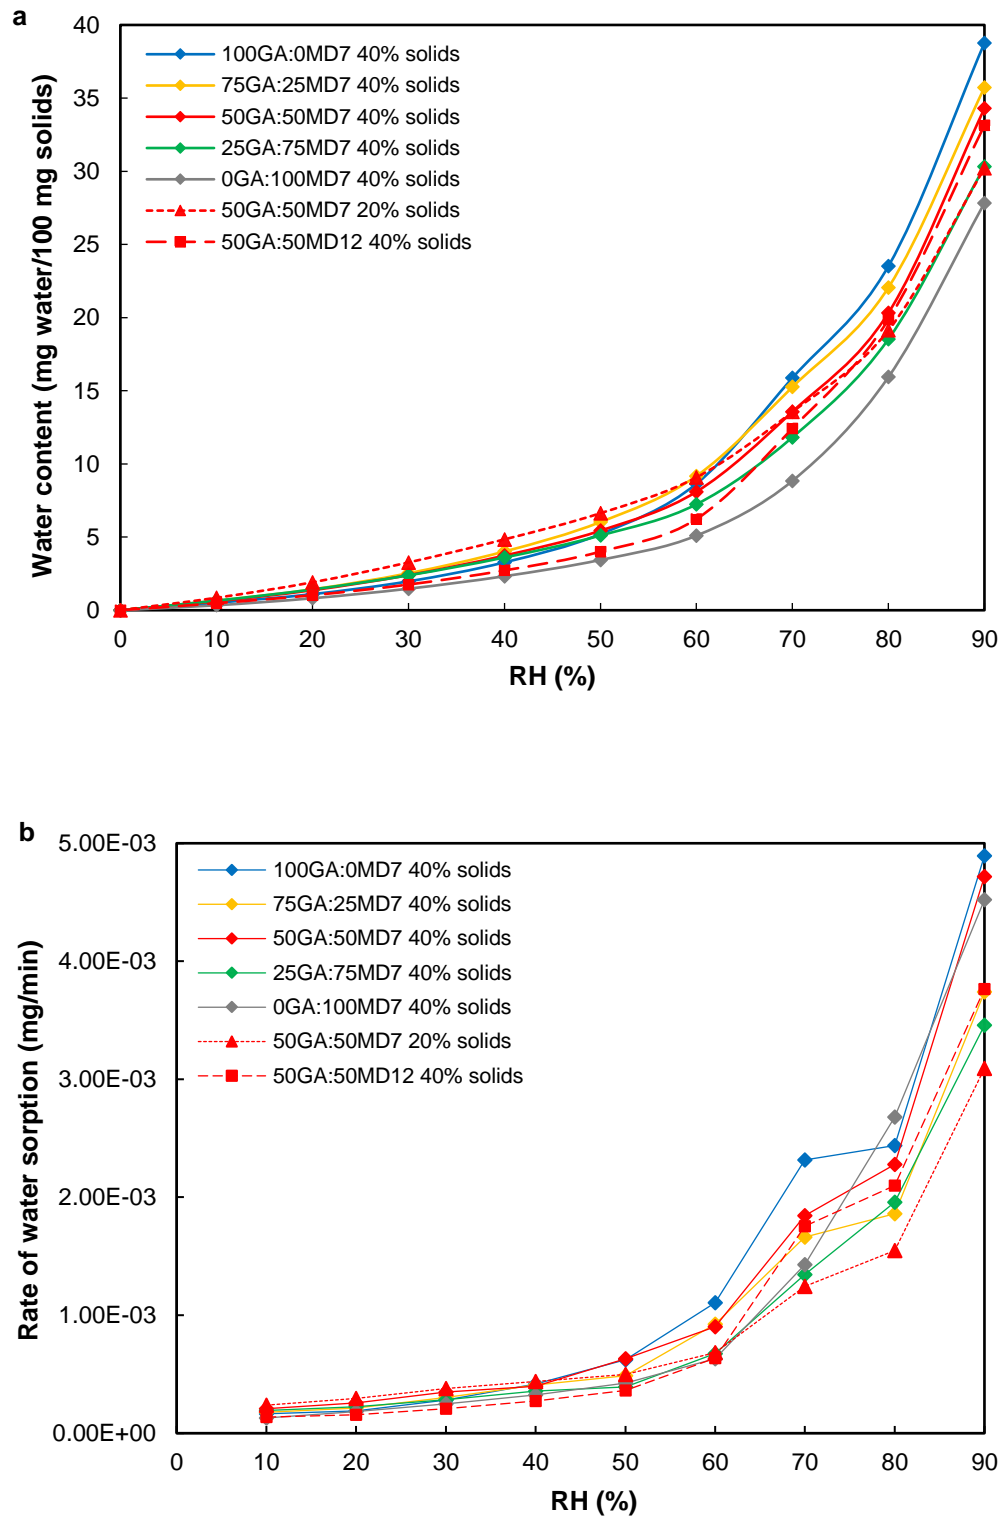 a
Water content (mg water/100 mg solids)
40
35
30
25
20
15
10
5
0
100GA:0MD7 40% solids
75GA:25MD7 40% solids
50GA:50MD7 40% solids
25GA:75MD7 40% solids
0GA:100MD7 40% solids
50GA:50MD7 20% solids
50GA:50MD12 40% solids
0 10 20 30 40 50 60 70 80 90
RH (%)
b
Rate of water sorption (mg/min)
5.00E-03
4.00E-03
3.00E-03
2.00E-03
1.00E-03
0.00E+00
100GA:0MD7 40% solids
75GA:25MD7 40% solids
50GA:50MD7 40% solids
25GA:75MD7 40% solids
0GA:100MD7 40% solids
50GA:50MD7 20% solids
50GA:50MD12 40% solids
0 10 20 30 40 50 60 70 80 90
RH (%)